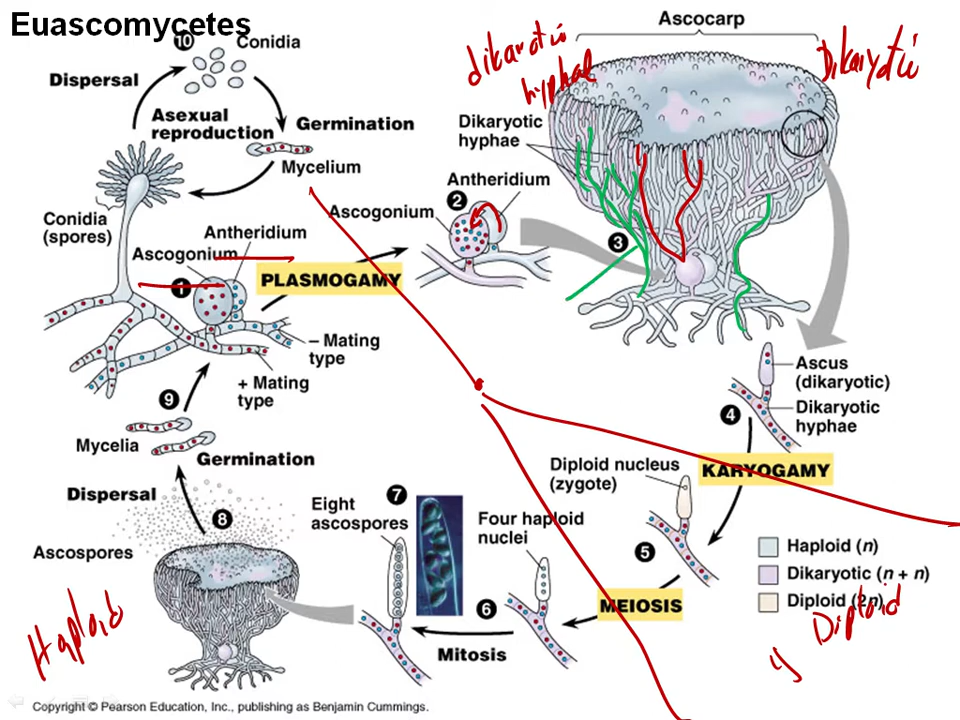 Euascomycetes
10
Conidia
Dispersal
Asexual
reproduction
Germination
Mycelium
Conidia
(spores)
Antheridium
Ascogonium
1
PLASMOGAMY
– Mating
type
+ Mating
type
9
Mycelia
Germination
Dispersal
8
Ascospores
Haploid
Ascocarp
hyphae
Dikaryotic
Dikaryotic
hyphae
Antheridium
2
Ascogonium
3
Ascus
(dikaryotic)
4
Dikaryotic
hyphae
KARYOGAMY
Diploid nucleus
(zygote)
5
MEIOSIS
Four haploid
nuclei
6
Mitosis
7
Eight
ascospores
Haploid (n)
Dikaryotic (n + n)
Diploid (2n)
Diploid
Copyright © Pearson Education, Inc., publishing as Benjamin Cummings.